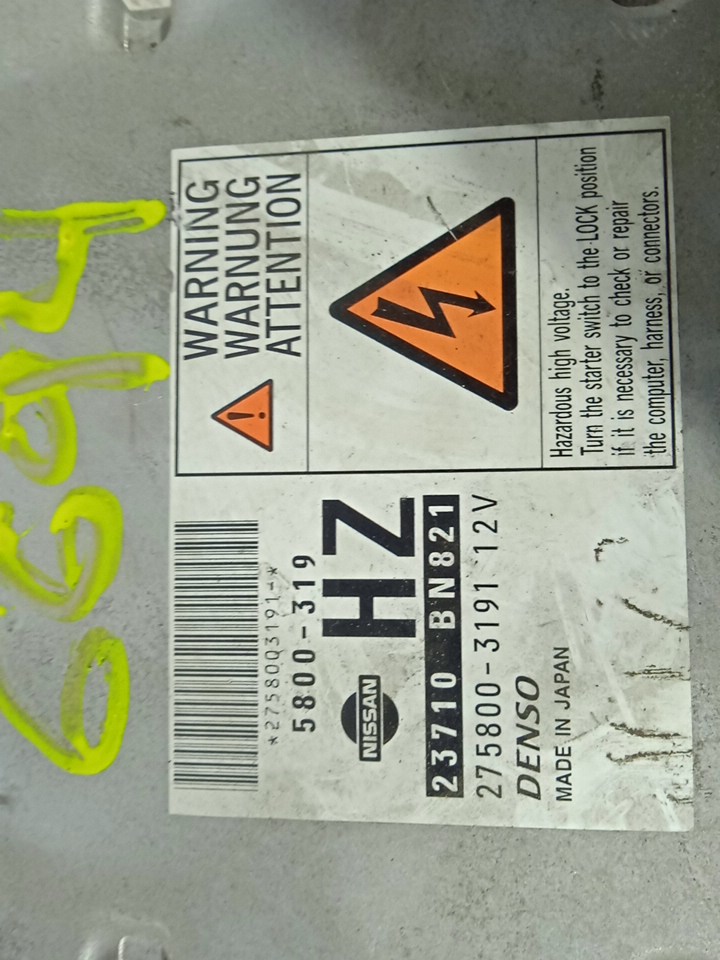 6694
*2758003191-*
5800-319
NISSAN HZ
23710 BN821
275800-3191 12V
DENSO
MADE IN JAPAN
WARNING
WARNUNG
ATTENTION
Hazardous high voltage.
Turn the starter switch to the LOCK position
if it is necessary to check or repair
the computer, harness, or connectors.